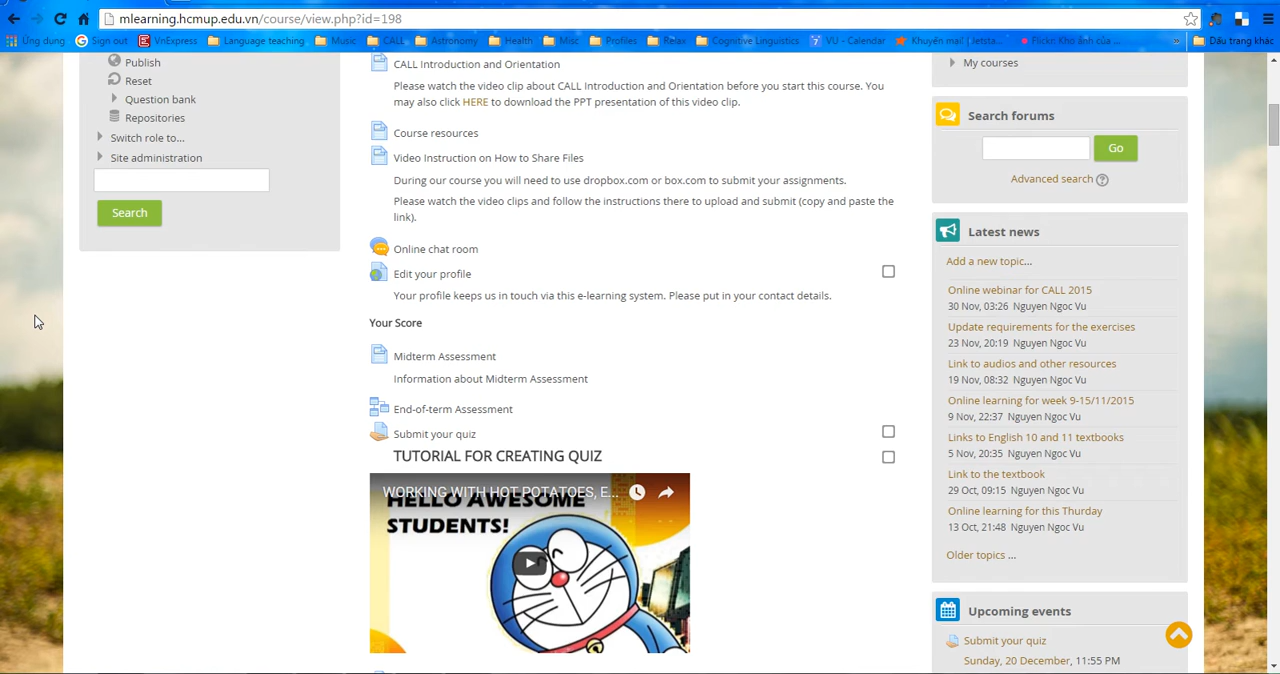 mlearning.hcmup.edu.vn/course/view.php?id=198
Ứng dụng Sign out VnExpress Language teaching Music CALL Astronomy Health Misc Profiles Relax Cognitive Linguistics VU - Calendar Khuyến mail | Jetsta... Flickr: Kho ảnh của ... » Dấu trang khác
Publish
Reset
Question bank
Repositories
Switch role to...
Site administration
Search
CALL Introduction and Orientation
Please watch the video clip about CALL Introduction and Orientation before you start this course. You
may also click HERE to download the PPT presentation of this video clip.
Course resources
Video Instruction on How to Share Files
During our course you will need to use dropbox.com or box.com to submit your assignments.
Please watch the video clips and follow the instructions there to upload and submit (copy and paste the
link).
Online chat room
Edit your profile
Your profile keeps us in touch via this e-learning system. Please put in your contact details.
Your Score
Midterm Assessment
Information about Midterm Assessment
End-of-term Assessment
Submit your quiz
TUTORIAL FOR CREATING QUIZ
WORKING WITH HOT POTATOES, E...
HELLO AWESOME
STUDENTS!
My courses
Search forums
Go
Advanced search
Latest news
Add a new topic...
Online webinar for CALL 2015
30 Nov, 03:26 Nguyen Ngoc Vu
Update requirements for the exercises
23 Nov, 20:19 Nguyen Ngoc Vu
Link to audios and other resources
19 Nov, 08:32 Nguyen Ngoc Vu
Online learning for week 9-15/11/2015
9 Nov, 22:37 Nguyen Ngoc Vu
Links to English 10 and 11 textbooks
5 Nov, 20:35 Nguyen Ngoc Vu
Link to the textbook
29 Oct, 09:15 Nguyen Ngoc Vu
Online learning for this Thurday
13 Oct, 21:48 Nguyen Ngoc Vu
Older topics ...
Upcoming events
Submit your quiz
Sunday, 20 December, 11:55 PM